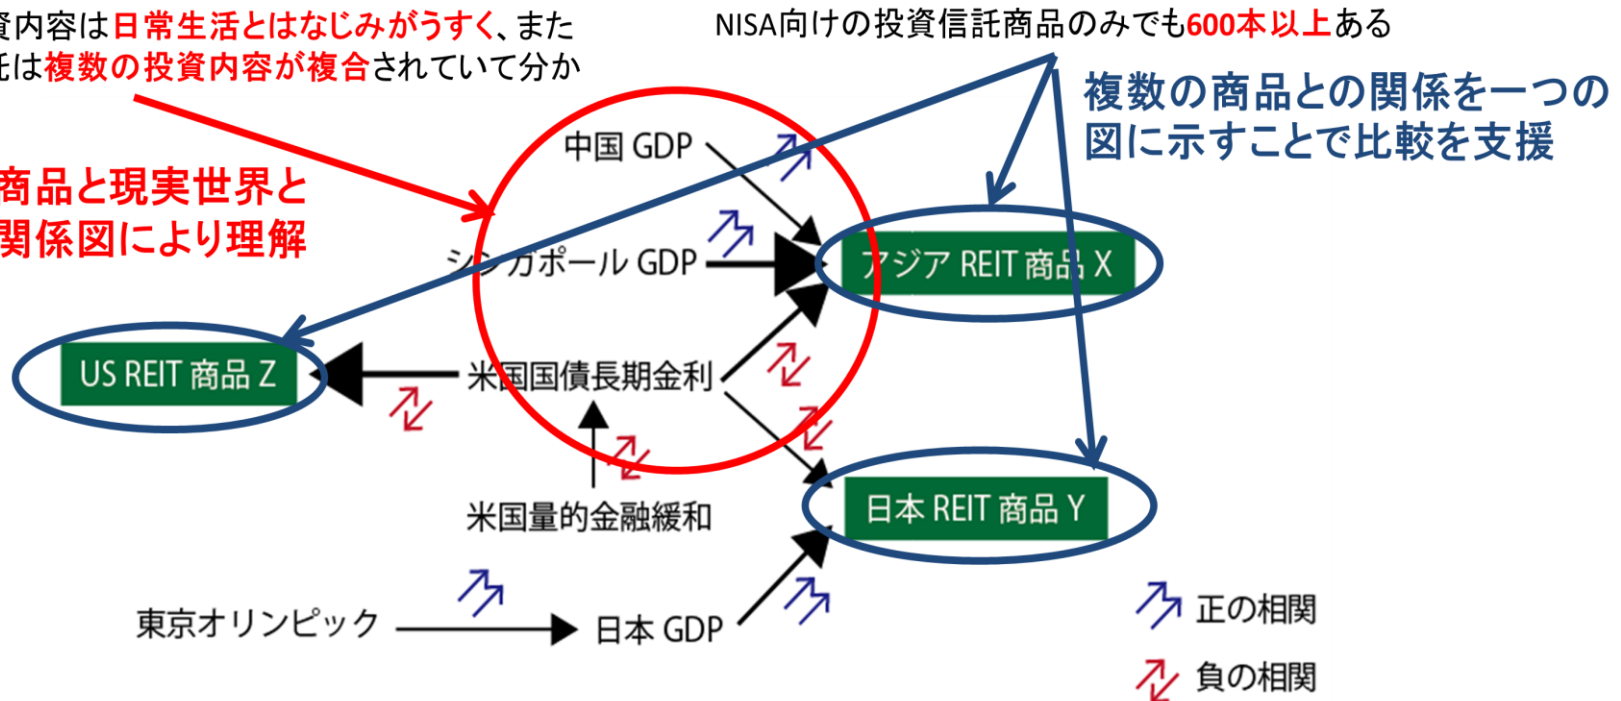 資内容は日常生活とはなじみがうすく、また
託は複数の投資内容が複合されていて分か
NISA向けの投資信託商品のみでも600本以上ある
複数の商品との関係を一つの
図に示すことで比較を支援
商品と現実世界と
関係図により理解
中国 GDP
シンガポール GDP
アジア REIT 商品 X
US REIT 商品 Z
米国国債長期金利
米国量的金融緩和
日本 REIT 商品 Y
東京オリンピック
日本 GDP
正の相関
負の相関